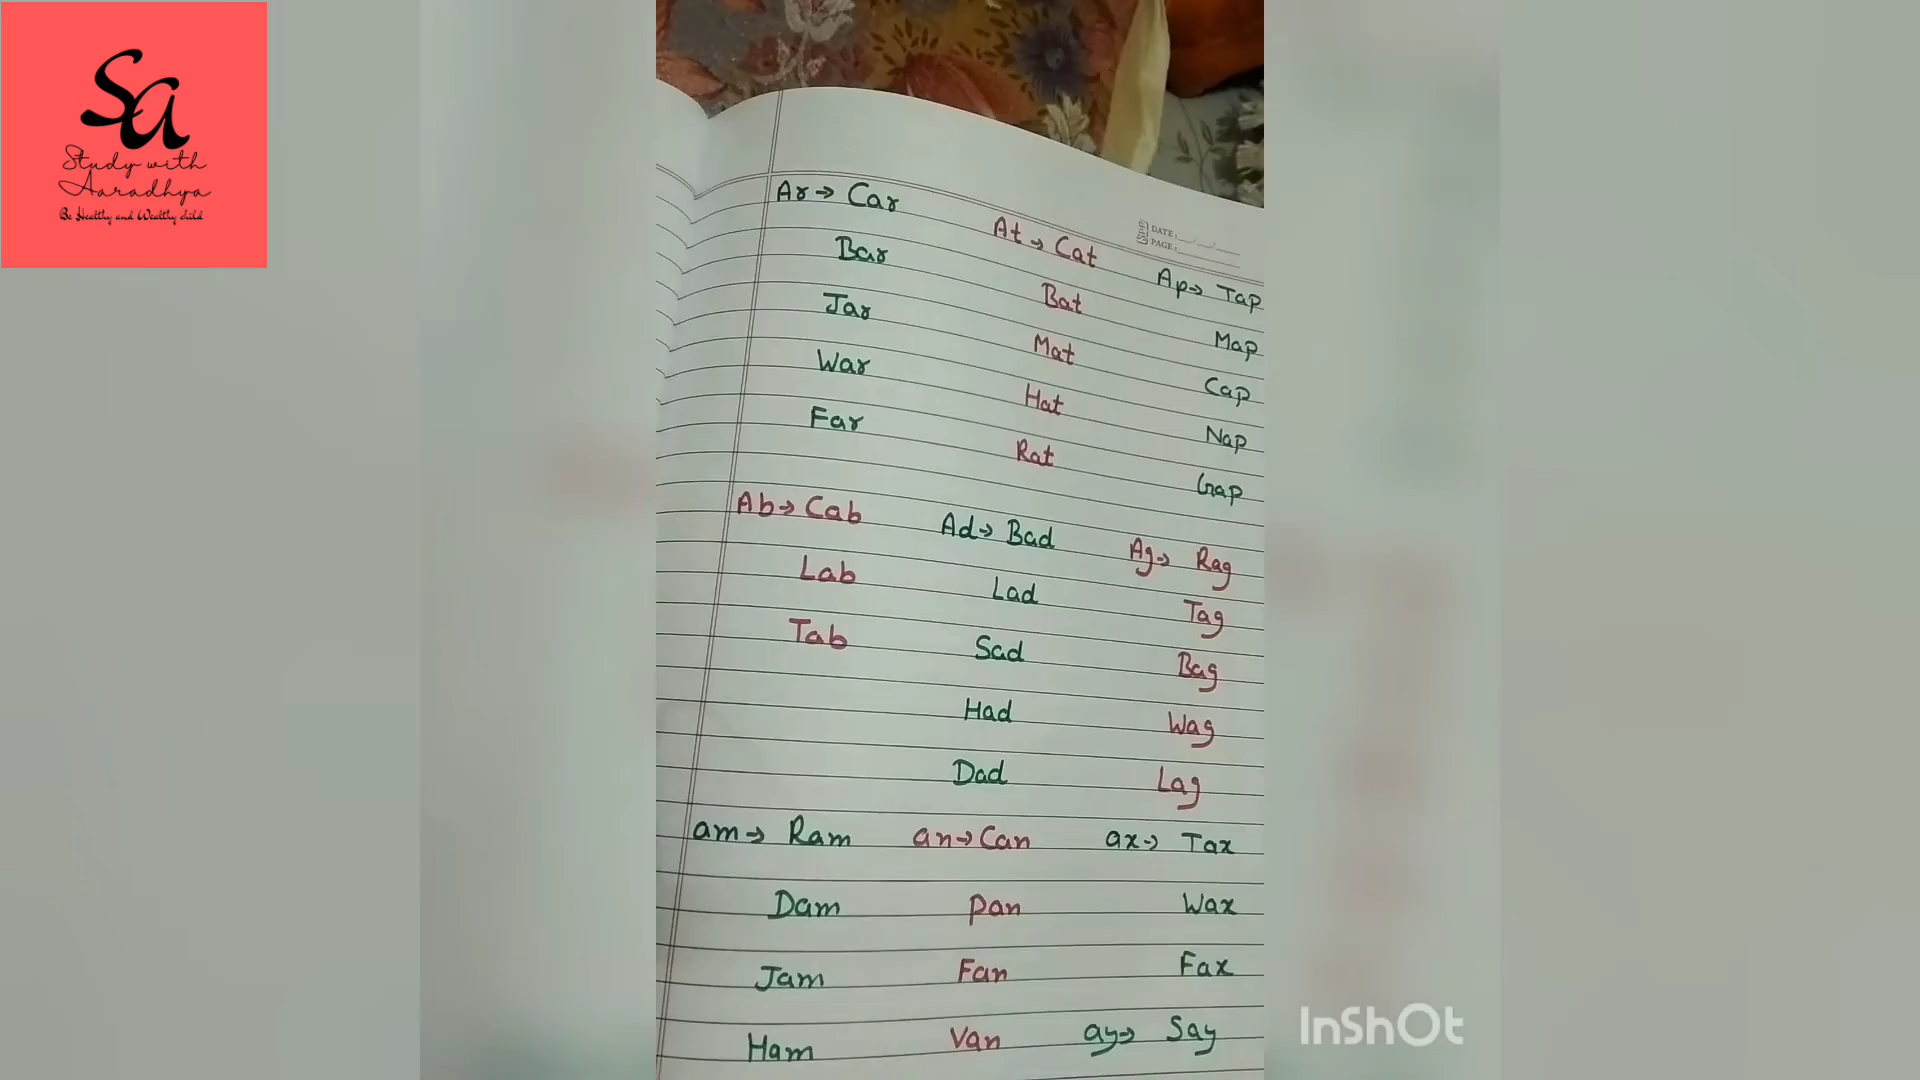 Sa
Study with
Aaradhya
Be Healthy and Wealthy child
DATE:
PAGE:
Ar → Car At → Cat Ap → Tap
Bar Bat Map
Jar Mat Cap
War Hat Nap
Far Rat Gap
Ab → Cab Ad → Bad Ag → Rag
Lab Lad Tag
Tab Sad Bag
Had Wag
Dad Lag
am → Ram an → Can ax → Tax
Dam Pan Wax
Jam Fan Fax
Ham Van ay → Say
InShOt